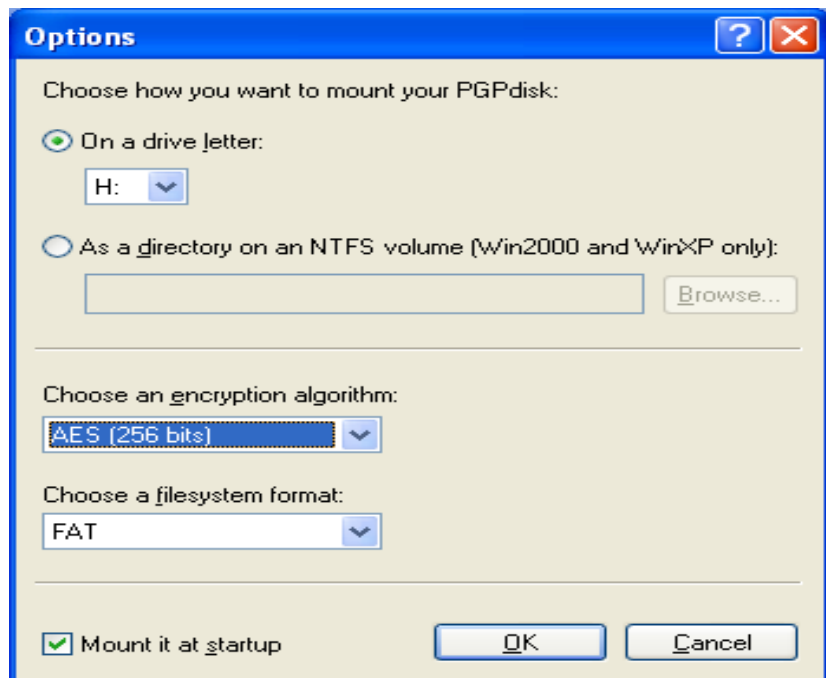 Options
Choose how you want to mount your PGPdisk:
On a drive letter:
H:
As a directory on an NTFS volume (Win2000 and WinXP only):
Browse...
Choose an encryption algorithm:
AES (256 bits)
Choose a filesystem format:
FAT
Mount it at startup
OK
Cancel